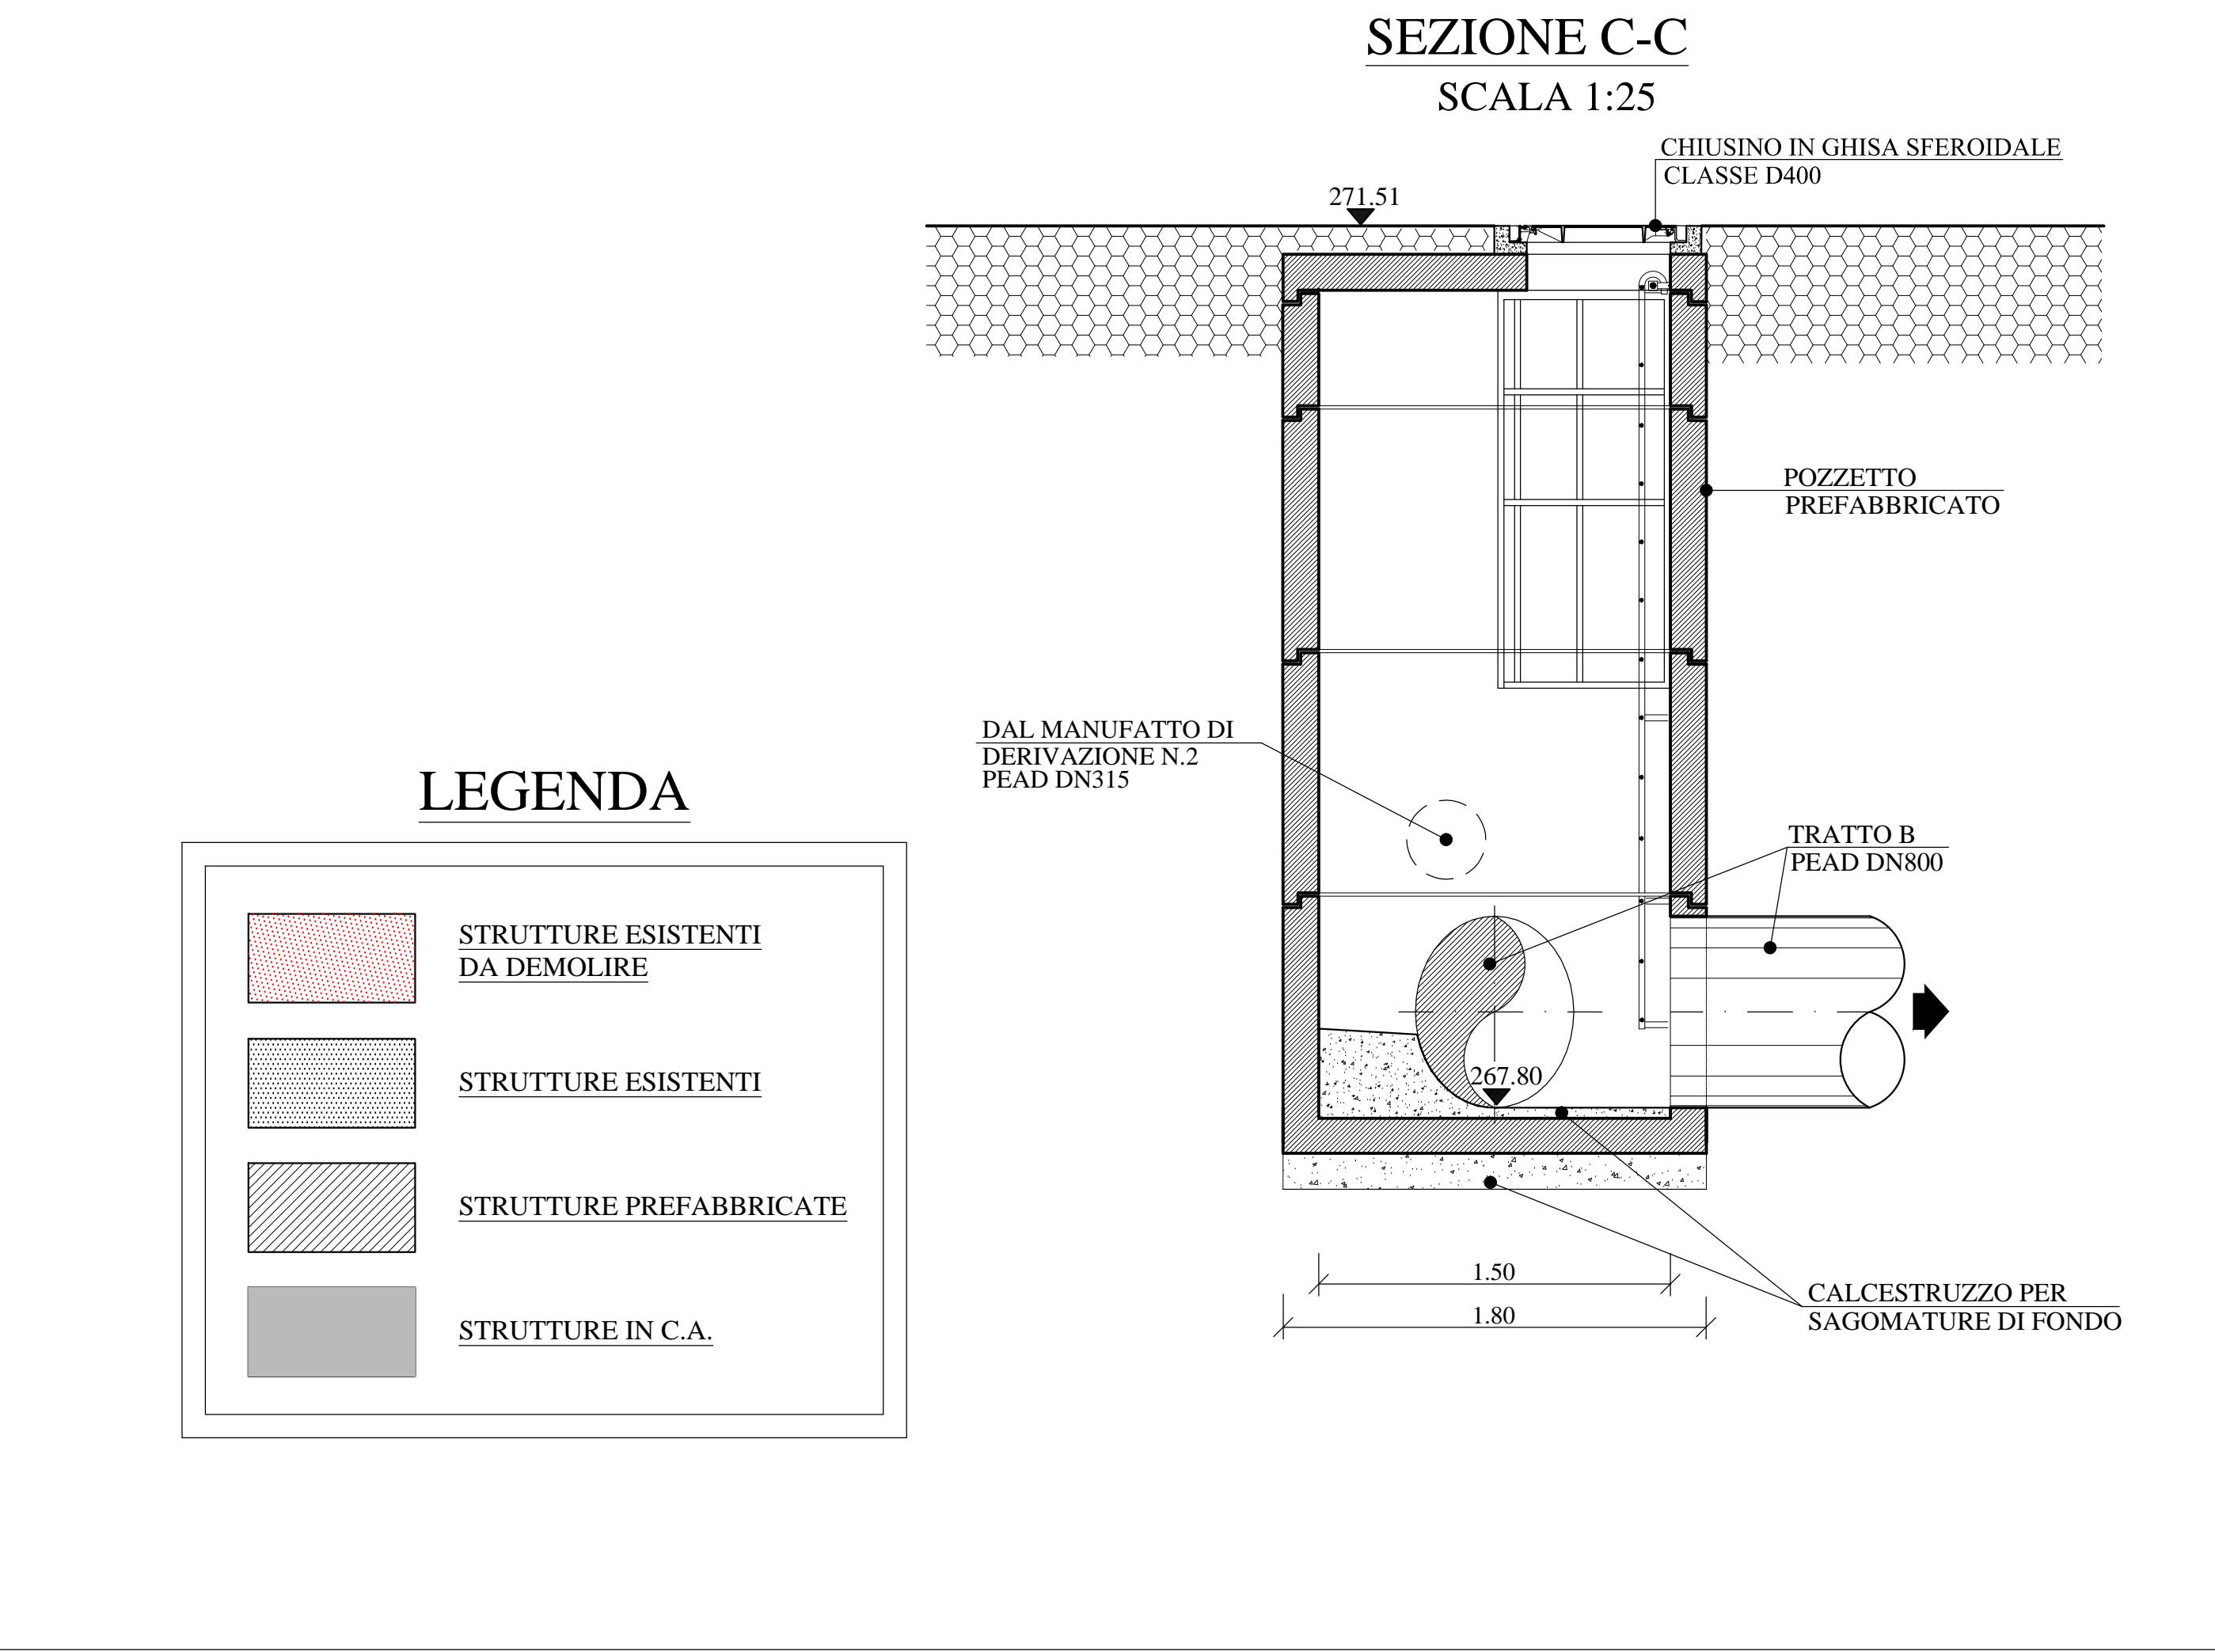 SEZIONE C-C
SCALA 1:25
CHIUSINO IN GHISA SFEROIDALE
CLASSE D400
271.51
POZZETTO
PREFABBRICATO
DAL MANUFATTO DI
DERIVAZIONE N.2
PEAD DN315
TRATTO B
PEAD DN800
267.80
1.50
1.80
CALCESTRUZZO PER
SAGOMATURE DI FONDO
LEGENDA
STRUTTURE ESISTENTI
DA DEMOLIRE
STRUTTURE ESISTENTI
STRUTTURE PREFABBRICATE
STRUTTURE IN C.A.